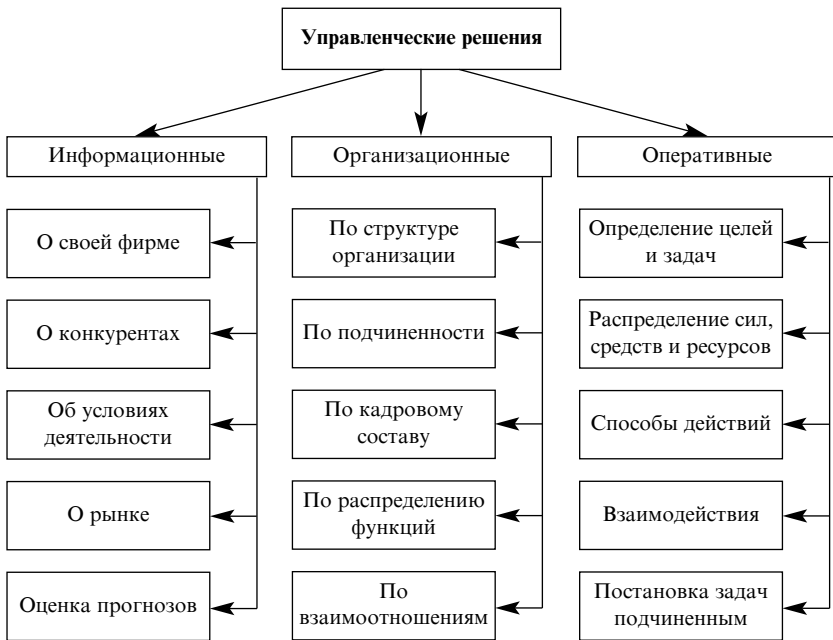 Управленческие решения
Информационные
О своей фирме
О конкурентах
Об условиях
деятельности
О рынке
Оценка прогнозов
Организационные
По структуре
организации
По подчиненности
По кадровому
составу
По распределению
функций
По
взаимоотношениям
Оперативные
Определение целей
и задач
Распределение сил,
средств и ресурсов
Способы действий
Взаимодействия
Постановка задач
подчиненным